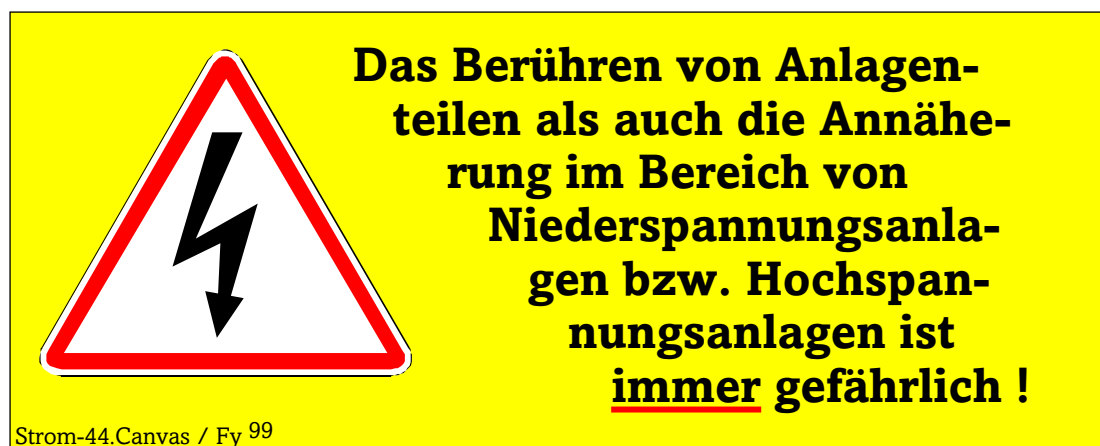 Das Berühren von Anlagen-
teilen als auch die Annähe-
rung im Bereich von
Niederspannungsanla-
gen bzw. Hochspan-
nungsanlagen ist
immer gefährlich !
Strom-44.Canvas / Fy 99